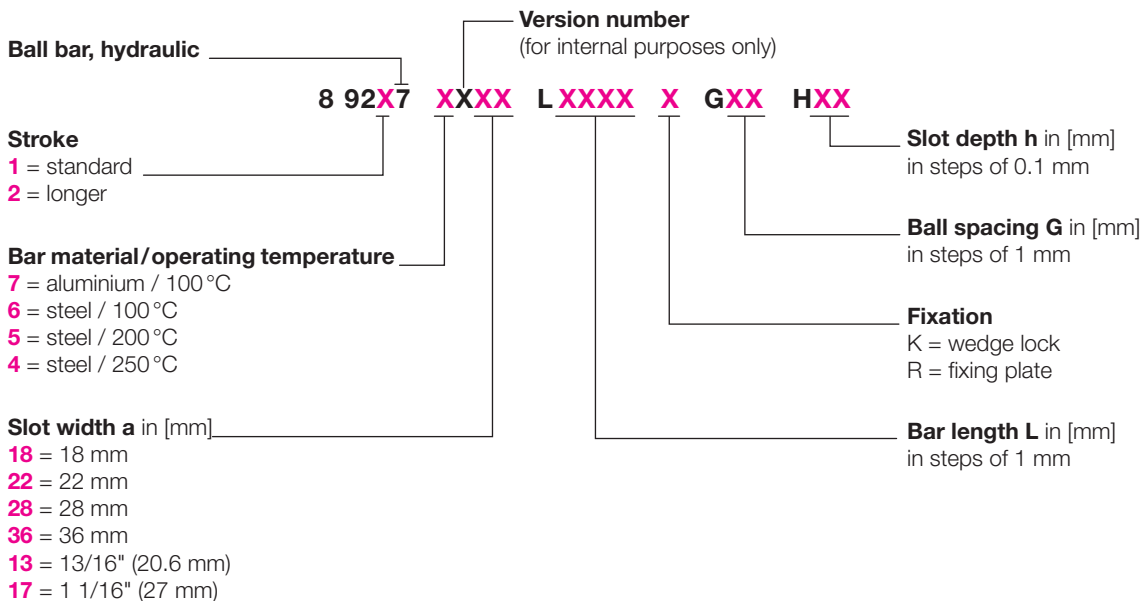 Version number
(for internal purposes only)
Ball bar, hydraulic
8 92X7 XXXX L XXXX X GXX HXX
Stroke
1 = standard
2 = longer
Bar material/operating temperature
7 = aluminium / 100 °C
6 = steel / 100 °C
5 = steel / 200 °C
4 = steel / 250 °C
Slot width a in [mm]
18 = 18 mm
22 = 22 mm
28 = 28 mm
36 = 36 mm
13 = 13/16" (20.6 mm)
17 = 1 1/16" (27 mm)
Slot depth h in [mm]
in steps of 0.1 mm
Ball spacing G in [mm]
in steps of 1 mm
Fixation
K = wedge lock
R = fixing plate
Bar length L in [mm]
in steps of 1 mm